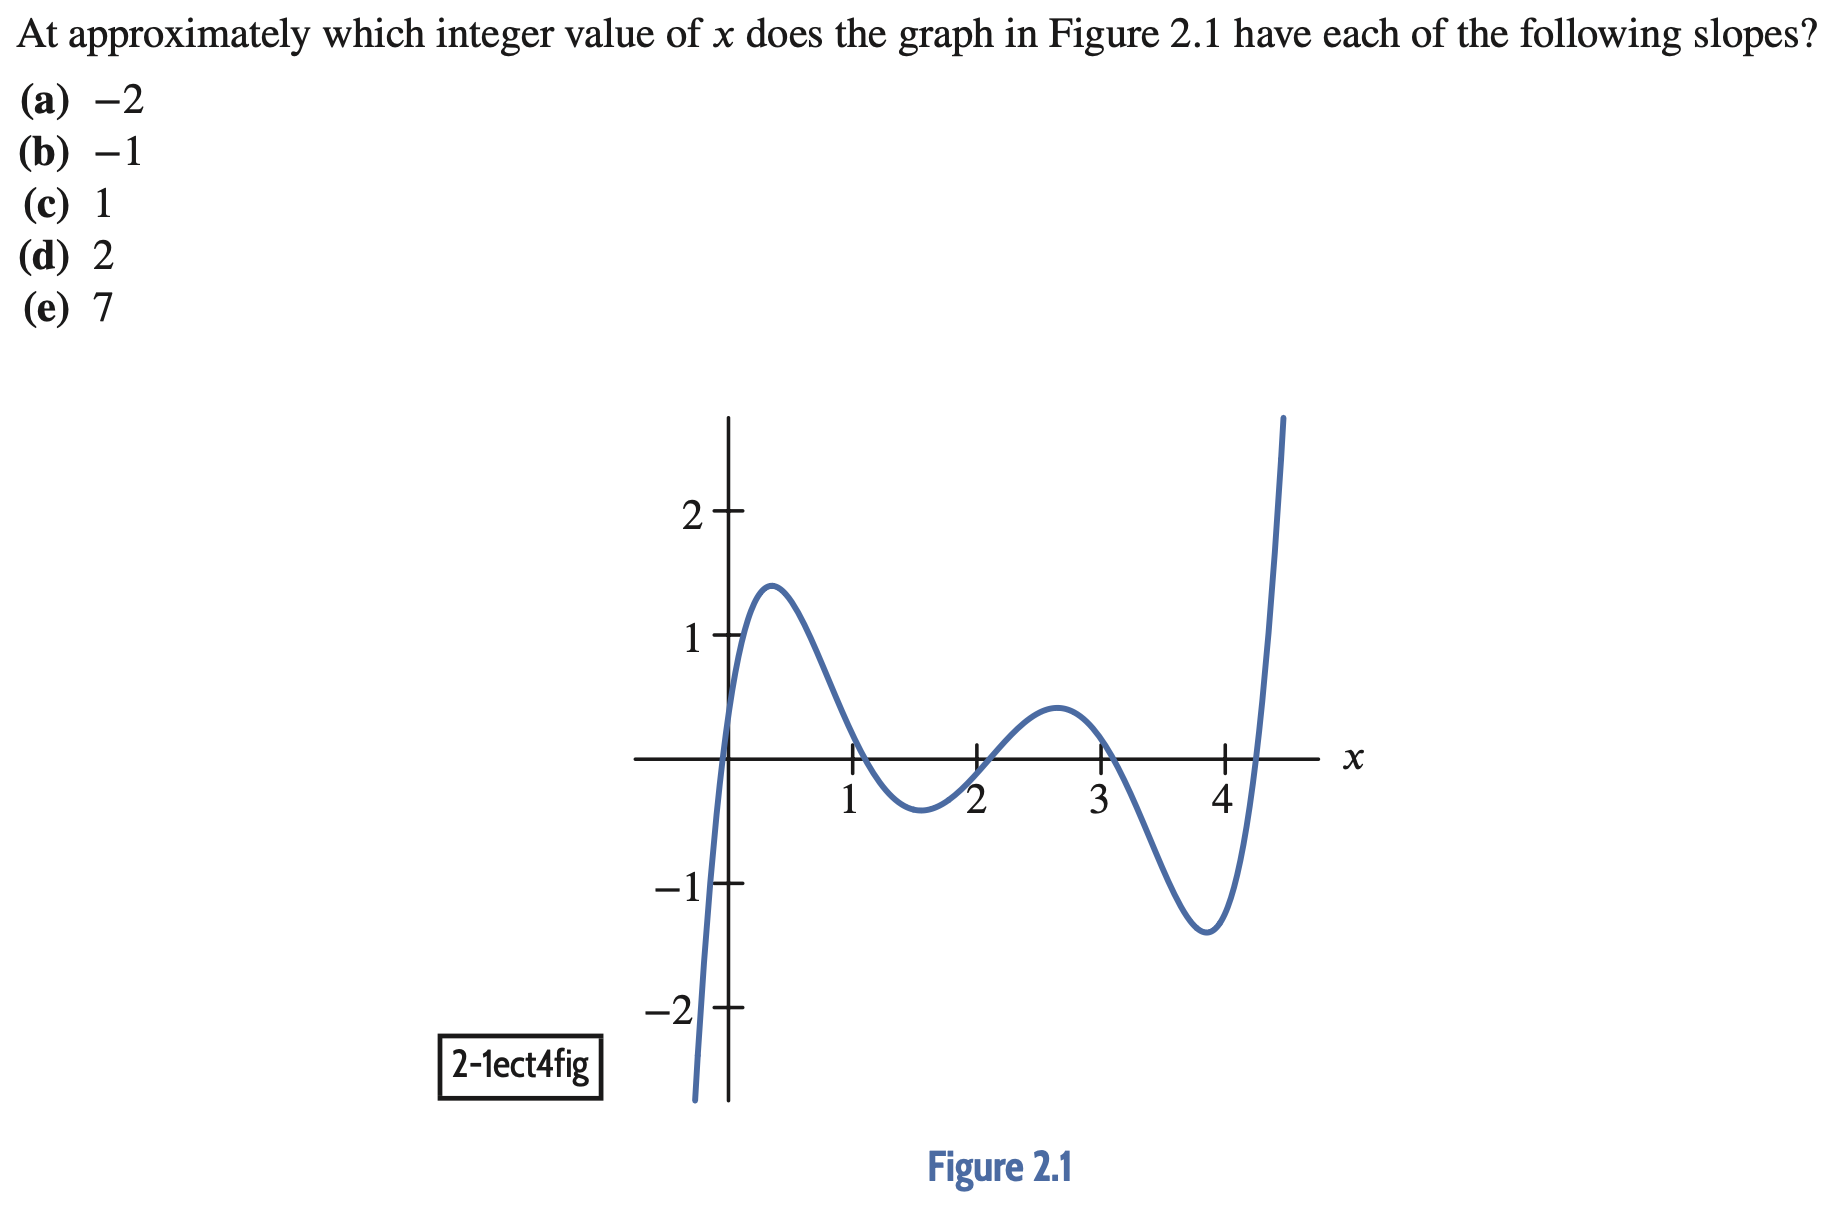 At approximately which integer value of x does the graph in Figure 2.1 have each of the following slopes?
(a) −2
(b) −1
(c) 1
(d) 2
(e) 7
2
1
x
1 2 3 4
−1
−2
2-1ect4fig
Figure 2.1